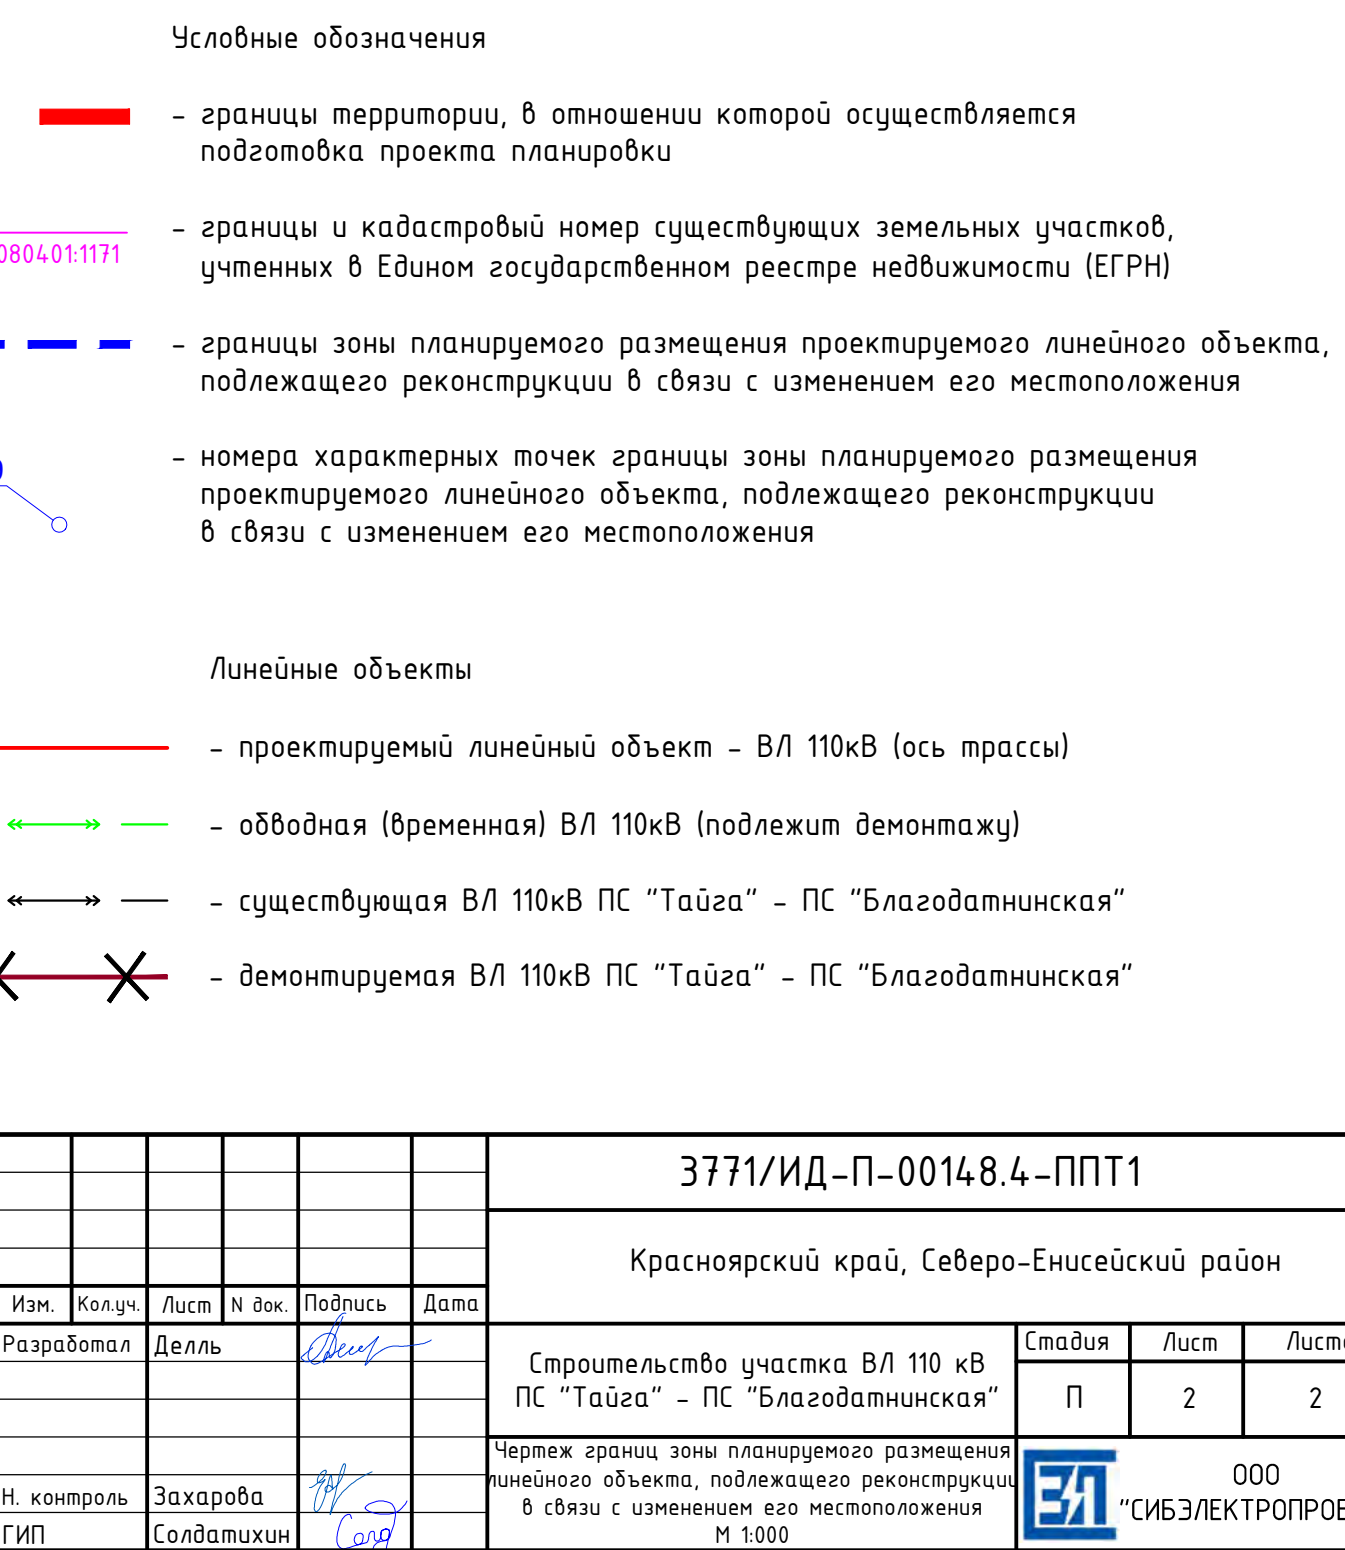 Условные обозначения
- границы территории, в отношении которой осуществляется
подготовка проекта планировки
- границы и кадастровый номер существующих земельных участков,
080401:1171
учтенных в Едином государственном реестре недвижимости (ЕГРН)
- границы зоны планируемого размещения проектируемого линейного объекта,
подлежащего реконструкции в связи с изменением его местоположения
- номера характерных точек границы зоны планируемого размещения
проектируемого линейного объекта, подлежащего реконструкции
в связи с изменением его местоположения
Линейные объекты
- проектируемый линейный объект - ВЛ 110кВ (ось трассы)
- обводная (временная) ВЛ 110кВ (подлежит демонтажу)
- существующая ВЛ 110кВ ПС "Тайга" - ПС "Благодатнинская"
- демонтируемая ВЛ 110кВ ПС "Тайга" - ПС "Благодатнинская"
3771/ИД-П-00148.4-ППТ1
Красноярский край, Северо-Енисейский район
Изм. Кол.уч. Лист N док. Подпись Дата
Разработал Делль
Строительство участка ВЛ 110 кВ
ПС "Тайга" - ПС "Благодатнинская"
Стадия Лист Лист
П 2 2
Чертеж границ зоны планируемого размещения
линейного объекта, подлежащего реконструкции
в связи с изменением его местоположения
М 1:000
Н. контроль Захарова
ГИП Солдатихин
ООО
"СИБЭЛЕКТРОПРО